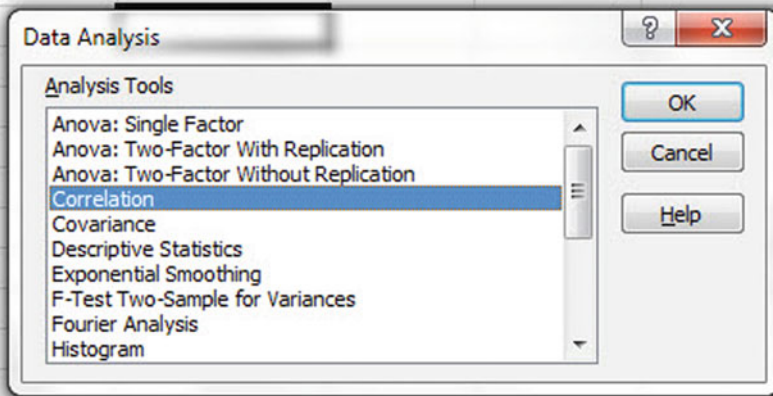 Data Analysis
?
X
Analysis Tools
Anova: Single Factor
Anova: Two-Factor With Replication
Anova: Two-Factor Without Replication
Correlation
Covariance
Descriptive Statistics
Exponential Smoothing
F-Test Two-Sample for Variances
Fourier Analysis
Histogram
OK
Cancel
Help